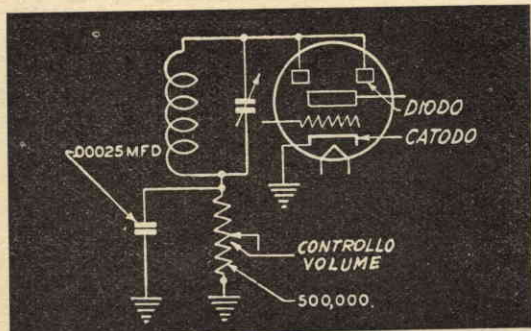 DIODO
CATODO
.00025 MFD
CONTROLLO
VOLUME
500,000.